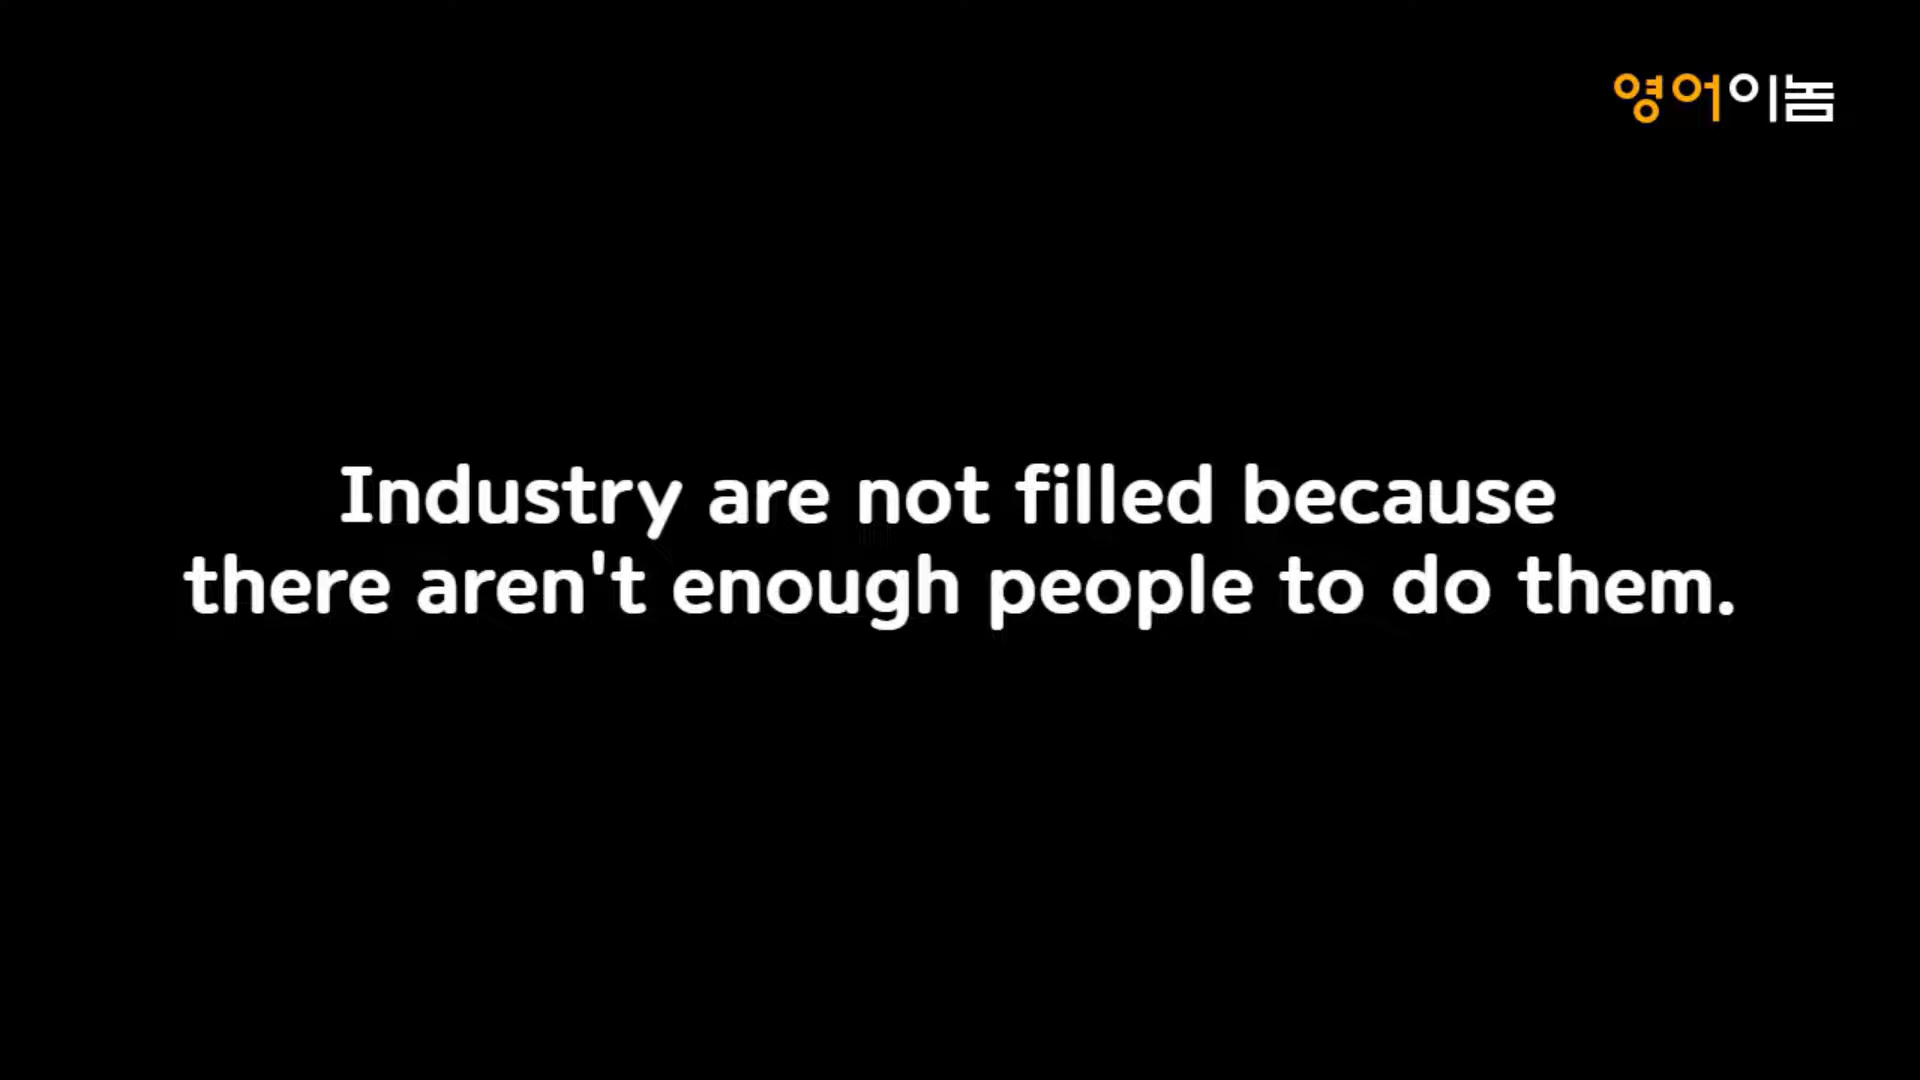 영어이놈
Industry are not filled because
there aren't enough people to do them.